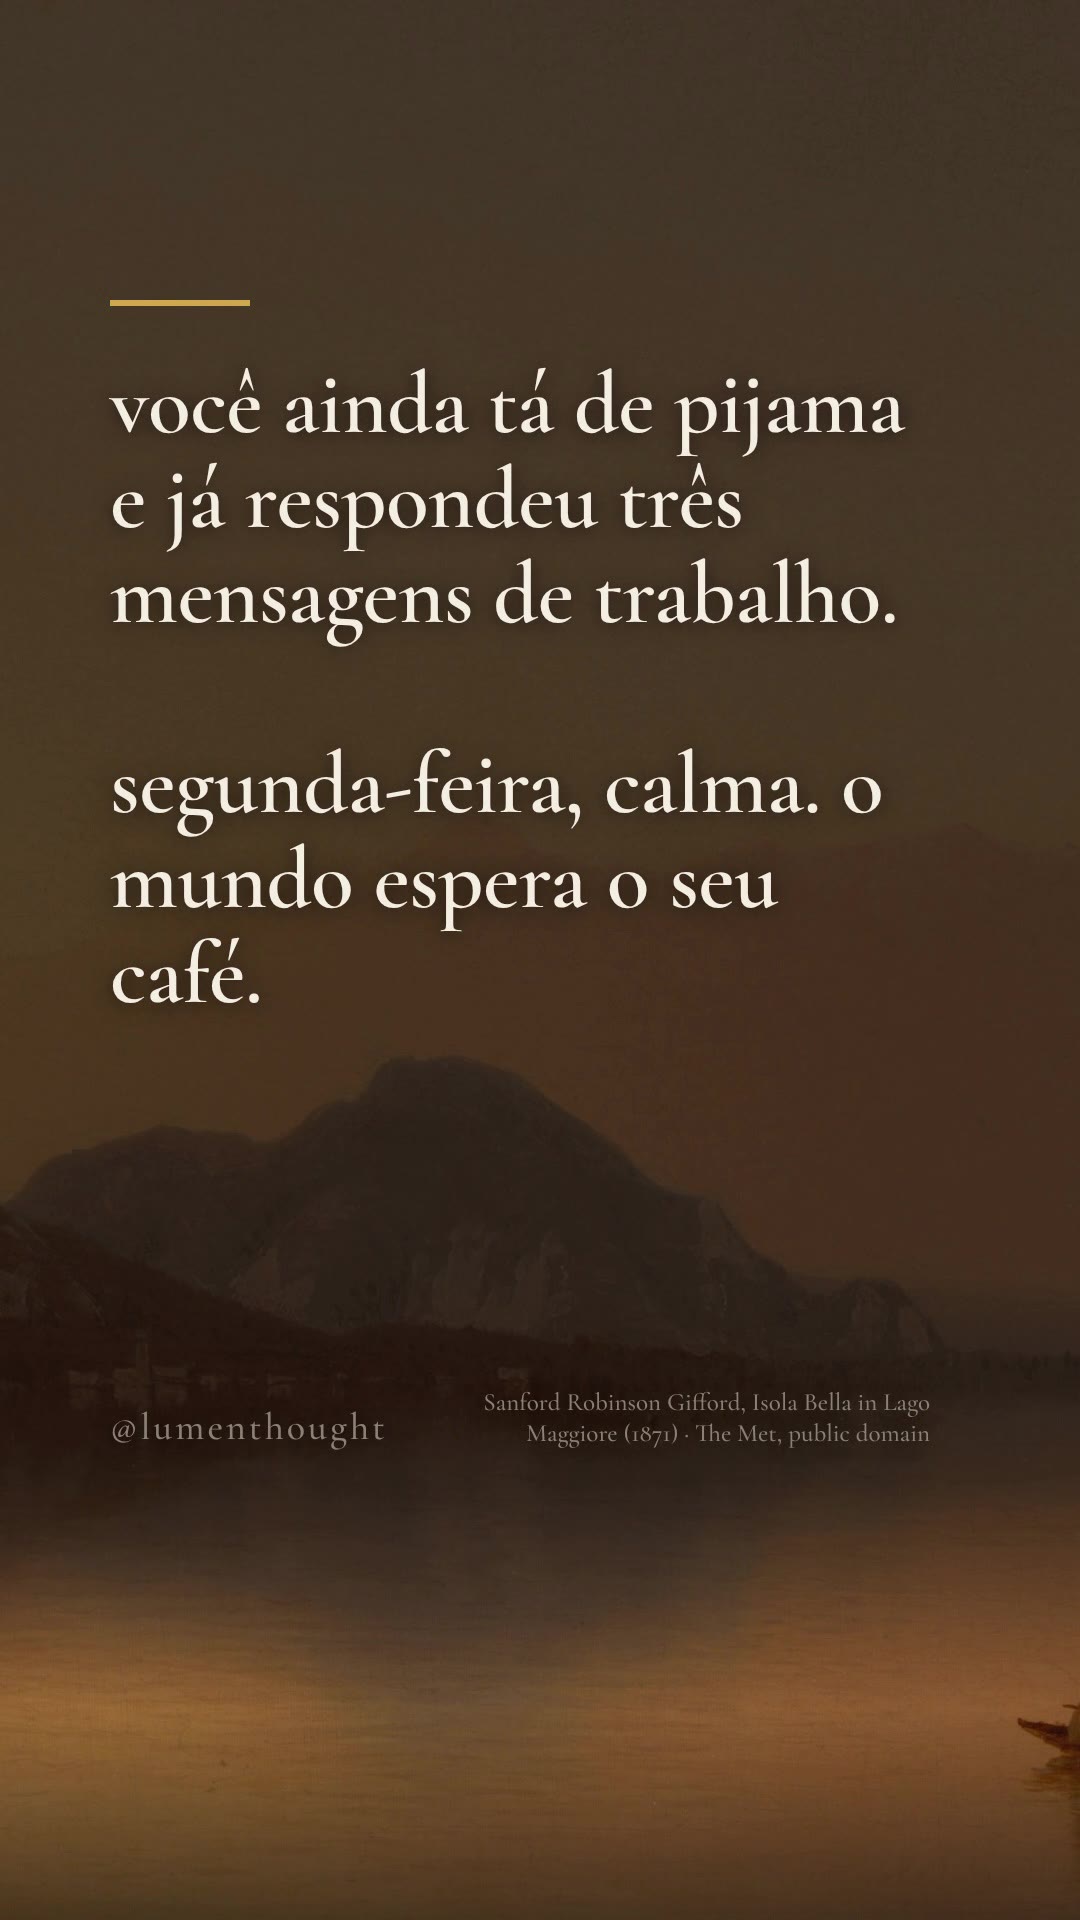 você ainda tá de pijama
e já respondeu três
mensagens de trabalho.
segunda-feira, calma. o
mundo espera o seu
café.
@lumenthought
Sanford Robinson Gifford, Isola Bella in Lago
Maggiore (1871) · The Met, public domain